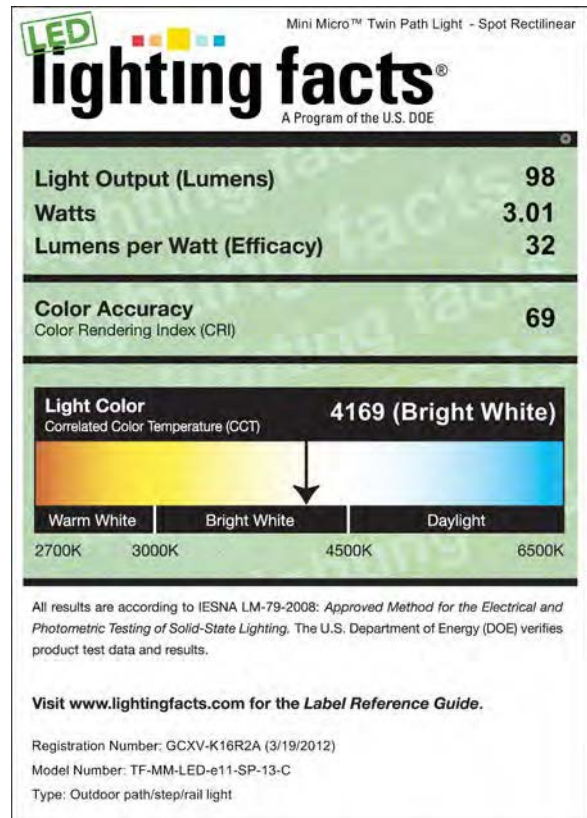 Mini Micro™ Twin Path Light - Spot Rectilinear
LED
lighting facts®
A Program of the U.S. DOE
Light Output (Lumens) 98
Watts 3.01
Lumens per Watt (Efficacy) 32
Color Accuracy
Color Rendering Index (CRI) 69
Light Color
Correlated Color Temperature (CCT) 4169 (Bright White)
Warm White Bright White Daylight
2700K 3000K 4500K 6500K
All results are according to IESNA LM-79-2008: Approved Method for the Electrical and
Photometric Testing of Solid-State Lighting. The U.S. Department of Energy (DOE) verifies
product test data and results.
Visit www.lightingfacts.com for the Label Reference Guide.
Registration Number: GCXV-K16R2A (3/19/2012)
Model Number: TF-MM-LED-e11-SP-13-C
Type: Outdoor path/step/rail light